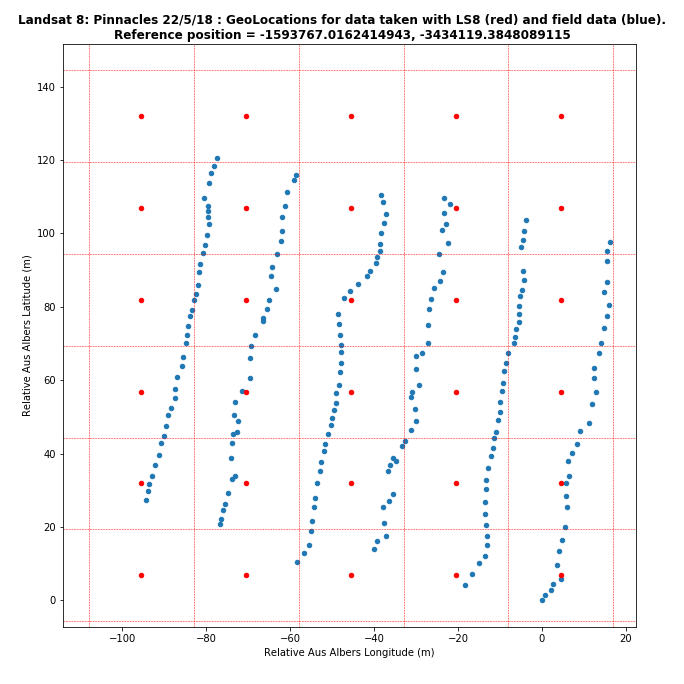 Landsat 8: Pinnacles 22/5/18 : GeoLocations for data taken with LS8 (red) and field data (blue).
Reference position = -1593767.0162414943, -3434119.3848089115
Relative Aus Albers Latitude (m)
140
120
100
80
60
40
20
0
−100 −80 −60 −40 −20 0 20
Relative Aus Albers Longitude (m)